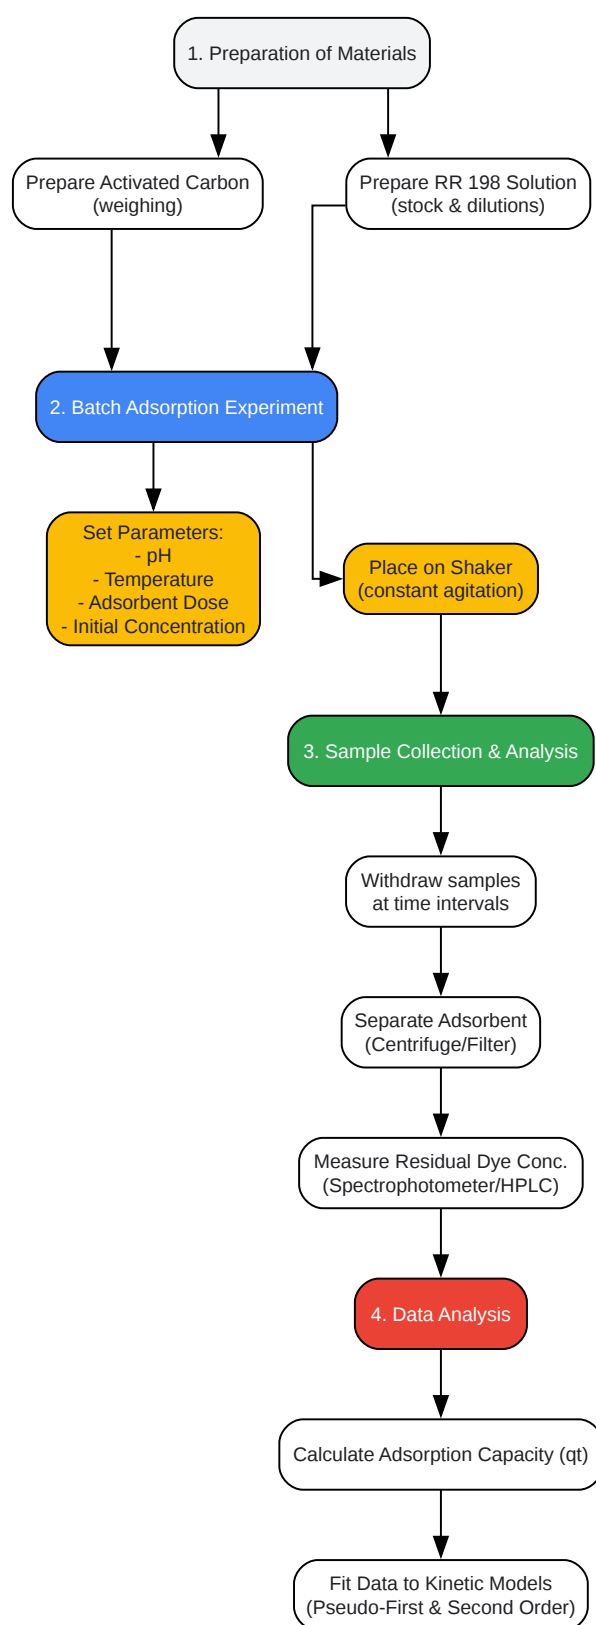 1. Preparation of Materials
Prepare Activated Carbon
(weighing)
Prepare RR 198 Solution
(stock & dilutions)
2. Batch Adsorption Experiment
Set Parameters:
- pH
- Temperature
- Adsorbent Dose
- Initial Concentration
Place on Shaker
(constant agitation)
3. Sample Collection & Analysis
Withdraw samples
at time intervals
Separate Adsorbent
(Centrifuge/Filter)
Measure Residual Dye Conc.
(Spectrophotometer/HPLC)
4. Data Analysis
Calculate Adsorption Capacity (qt)
Fit Data to Kinetic Models
(Pseudo-First & Second Order)